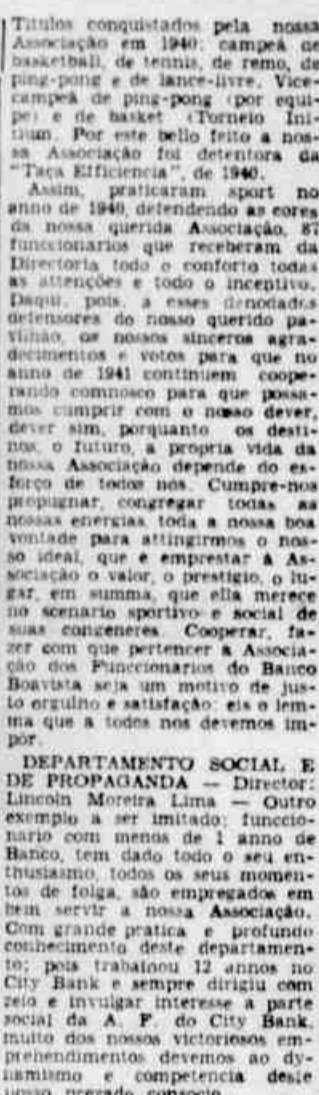 Titulos conquistados pela nossa
Associação em 1940: campeã de
basketball, de tennis, de remo, de
ping-pong e de lance-livre. Vice-
campeã de ping-pong (por equi-
pe) e de basket (Torneio Ini-
tium. Por este bello feito a nos-
sa Associação foi detentora da
"Taça Efficiencia", de 1940.
Assim, praticaram sport no
anno de 1940, defendendo as cores
da nossa querida Associação, 87
funccionarios que receberam da
Directoria todo o conforto todas
as attenções e todo o incentivo.
Daqui, pois, a esses denodados
defensores do nosso querido pa-
vilhão, os nossos sinceros agra-
decimentos e votos para que no
anno de 1941 continuem coope-
rando comnosco para que possa-
mos cumprir com o nosso dever,
dever sim, porquanto os desti-
nos, o futuro, a propria vida da
nossa Associação depende do es-
forço de todos nós. Cumpre-nos
propugnar, congregar todas as
nossas energias, toda a nossa boa
vontade para attingirmos o nos-
so ideal, que é emprestar á As-
sociação o valor, o prestigio, o lu-
gar, em summa, que ella merece
no scenario sportivo e social de
suas congeneres. Cooperar, fa-
zer com que pertencer a Associa-
ção dos Funccionarios do Banco
Boavista seja um motivo de jus-
to orgulho e satisfação: eis o lem-
ma que a todos nos devemos im-
por.
DEPARTAMENTO SOCIAL E
DE PROPAGANDA — Director:
Lincoln Moreira Lima — Outro
exemplo a ser imitado; funccio-
nario com menos de 1 anno de
Banco, tem dado todo o seu en-
thusiasmo, todos os seus momen-
tos de folga, são empregados em
bem servir a nossa Associação.
Com grande pratica e profundo
conhecimento deste departamen-
to; pois trabalhou 12 annos no
City Bank e sempre dirigiu com
zelo e invulgar interesse a parte
social da A. F. do City Bank,
muito dos nossos victoriosos em-
prehendimentos devemos ao dy-
namismo e competencia deste
nosso prezado consocio.